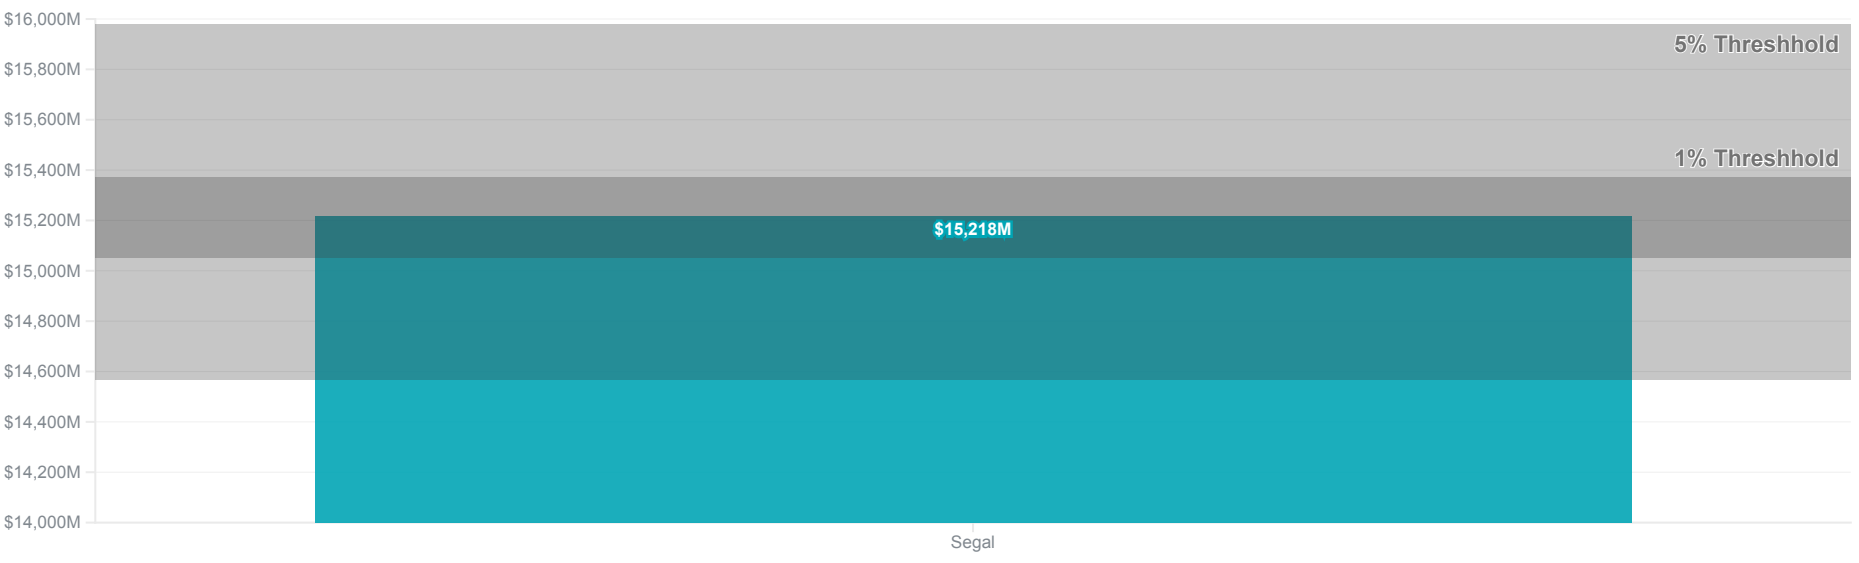 $16,000M
5% Threshhold
$15,800M
$15,600M
1% Threshhold
$15,400M
$15,200M
$15,218M
$15,000M
$14,800M
$14,600M
$14,400M
$14,200M
$14,000M
Segal